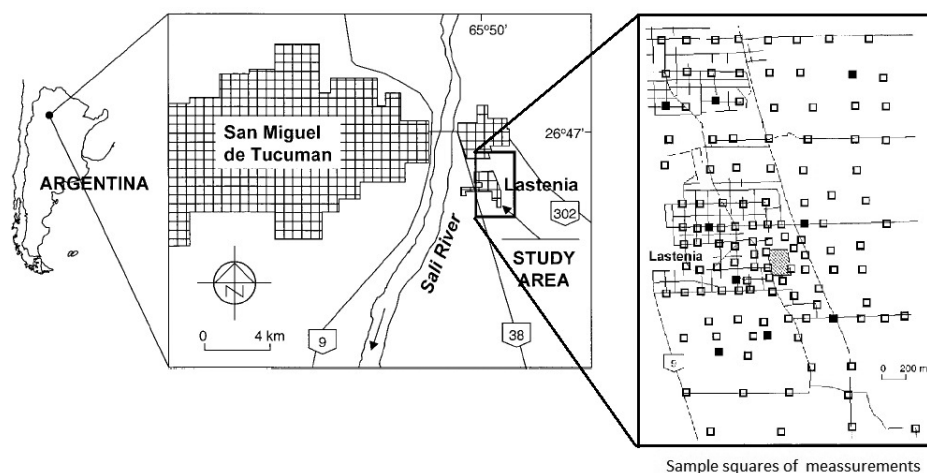 65°50'
San Miguel
de Tucuman
26°47'
ARGENTINA
Lastenia
302
STUDY
AREA
Sali River
N
0 4 km
9
38
Lastenia
9
0 200 m
Sample squares of meassurements